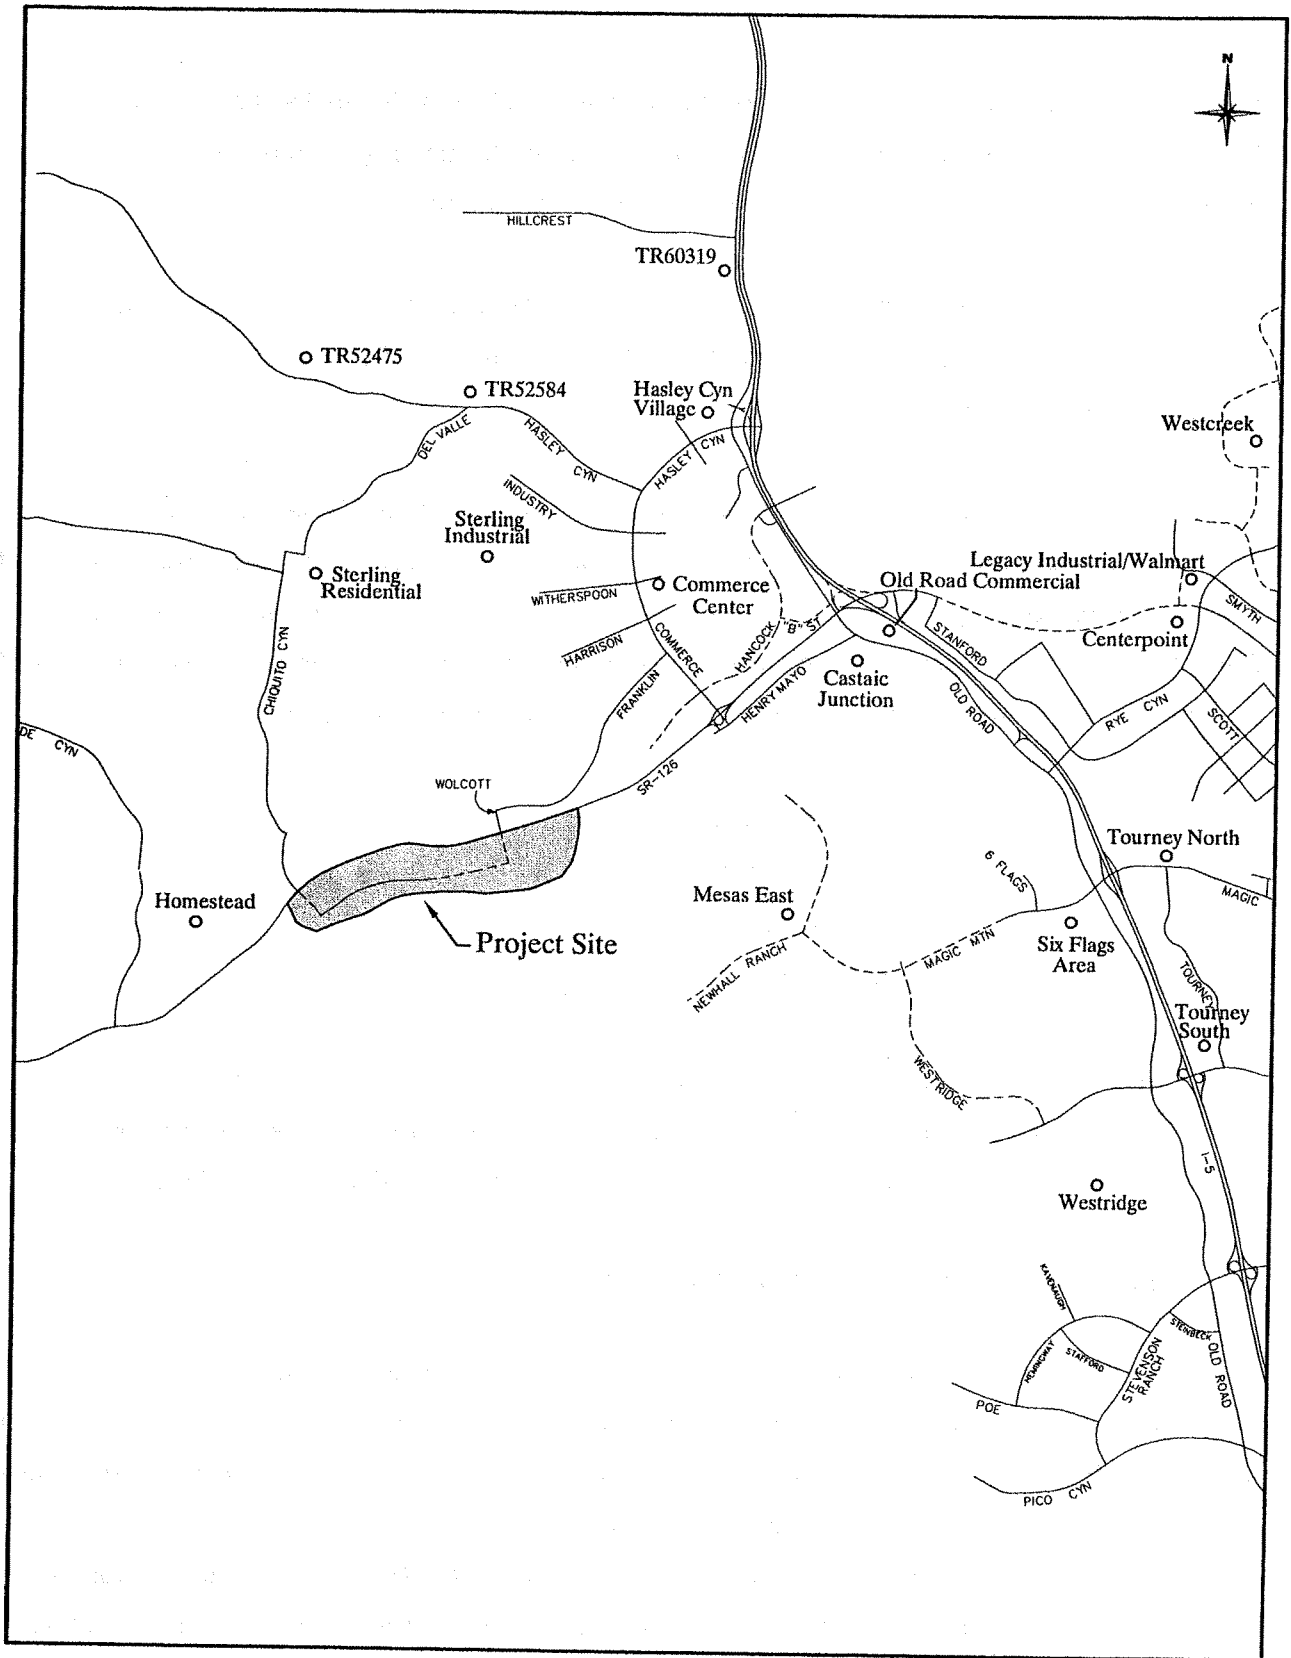 N
HILLCREST
TR60319
TR52475
TR52584
Hasley Cyn
Village
DEL VALLE
HASLEY CYN
HASLEY CYN
Westcreek
INDUSTRY
Sterling
Industrial
Sterling
Residential
WITHERSPOON
Commerce
Center
Legacy Industrial/Walmart
Old Road Commercial
SMYTH
HARRISON
COMMERCE
HANCOCK
"B" ST
STANFORD
Centerpoint
CHIQUITO CYN
FRANKLIN
HENRY MAYO
Castaic
Junction
OLD ROAD
RYE CYN
SCOTT
DE CYN
SR-126
WOLCOTT
Tourney North
6 FLAGS
MAGIC
Homestead
Mesas East
Project Site
NEWHALL RANCH
MAGIC MTN
Six Flags
Area
TOURNEY
Tourney
South
WESTRIDGE
I-5
Westridge
KAVENAUGH
STEINBECK
HEMINGWAY
STAFFORD
STEVENSON
RANCH
OLD ROAD
POE
PICO CYN